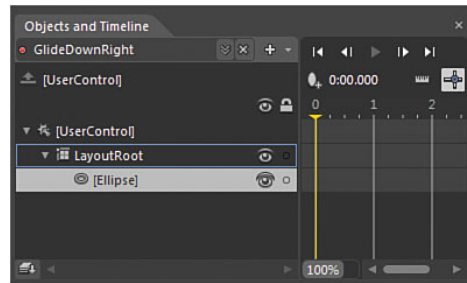 Objects and Timeline
GlideDownRight
[UserControl]
0:00.000
0 1 2
[UserControl]
LayoutRoot
[Ellipse]
100%